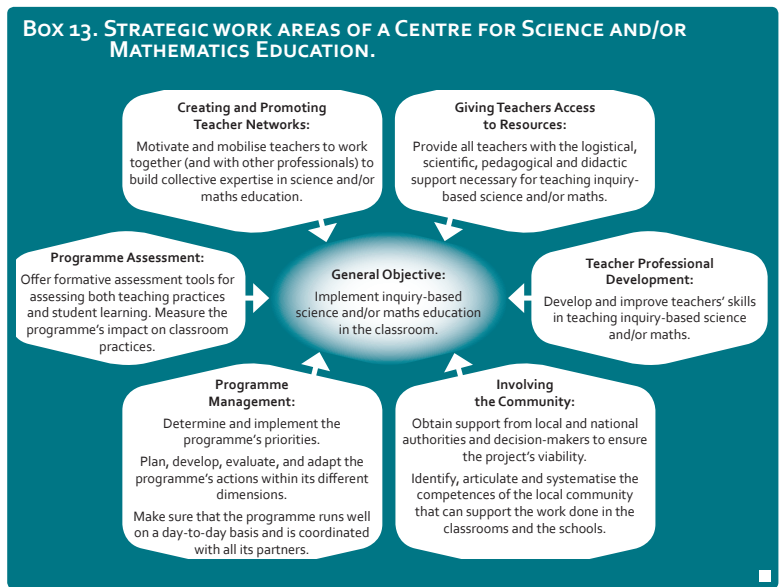 Box 13. Strategic work areas of a Centre for Science and/or
Mathematics Education.
Creating and Promoting
Teacher Networks:
Motivate and mobilise teachers to work
together (and with other professionals) to
build collective expertise in science and/or
maths education.
Giving Teachers Access
to Resources:
Provide all teachers with the logistical,
scientific, pedagogical and didactic
support necessary for teaching inquiry-
based science and/or maths.
Programme Assessment:
Offer formative assessment tools for
assessing both teaching practices
and student learning. Measure the
programme's impact on classroom
practices.
General Objective:
Implement inquiry-based
science and/or maths education
in the classroom.
Teacher Professional
Development:
Develop and improve teachers' skills
in teaching inquiry-based science
and/or maths.
Programme
Management:
Determine and implement the
programme's priorities.
Plan, develop, evaluate, and adapt the
programme's actions within its different
dimensions.
Make sure that the programme runs well
on a day-to-day basis and is coordinated
with all its partners.
Involving
the Community:
Obtain support from local and national
authorities and decision-makers to ensure
the project's viability.
Identify, articulate and systematise the
competences of the local community
that can support the work done in the
classrooms and the schools.